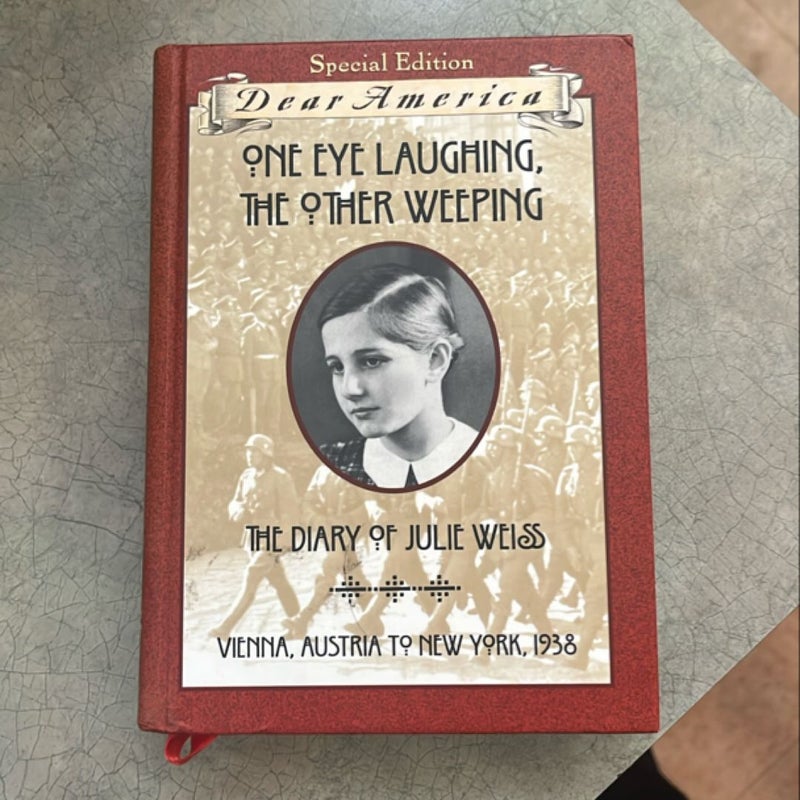 Special Edition
Dear America
ONE EYE LAUGHING,
THE OTHER WEEPING
THE DIARY OF JULIE WEISS
VIENNA, AUSTRIA TO NEW YORK, 1938